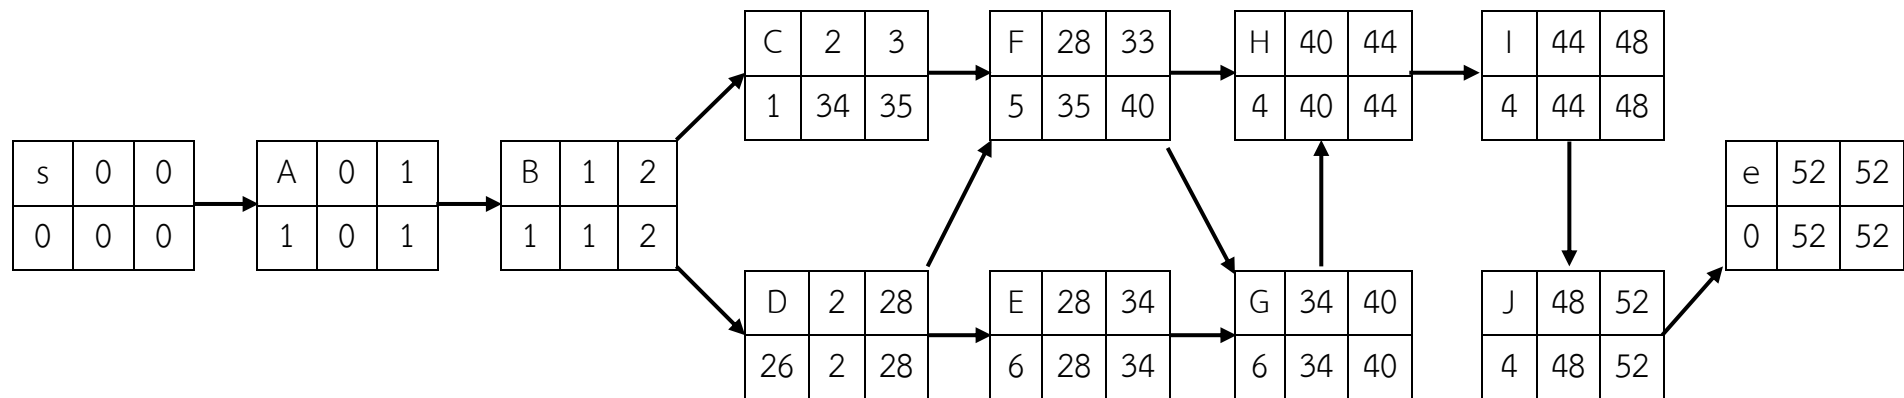 C 2 3
1 34 35
F 28 33
5 35 40
H 40 44
4 40 44
I 44 48
4 44 48
s 0 0
0 0 0
A 0 1
1 0 1
B 1 2
1 1 2
e 52 52
0 52 52
D 2 28
26 2 28
E 28 34
6 28 34
G 34 40
6 34 40
J 48 52
4 48 52